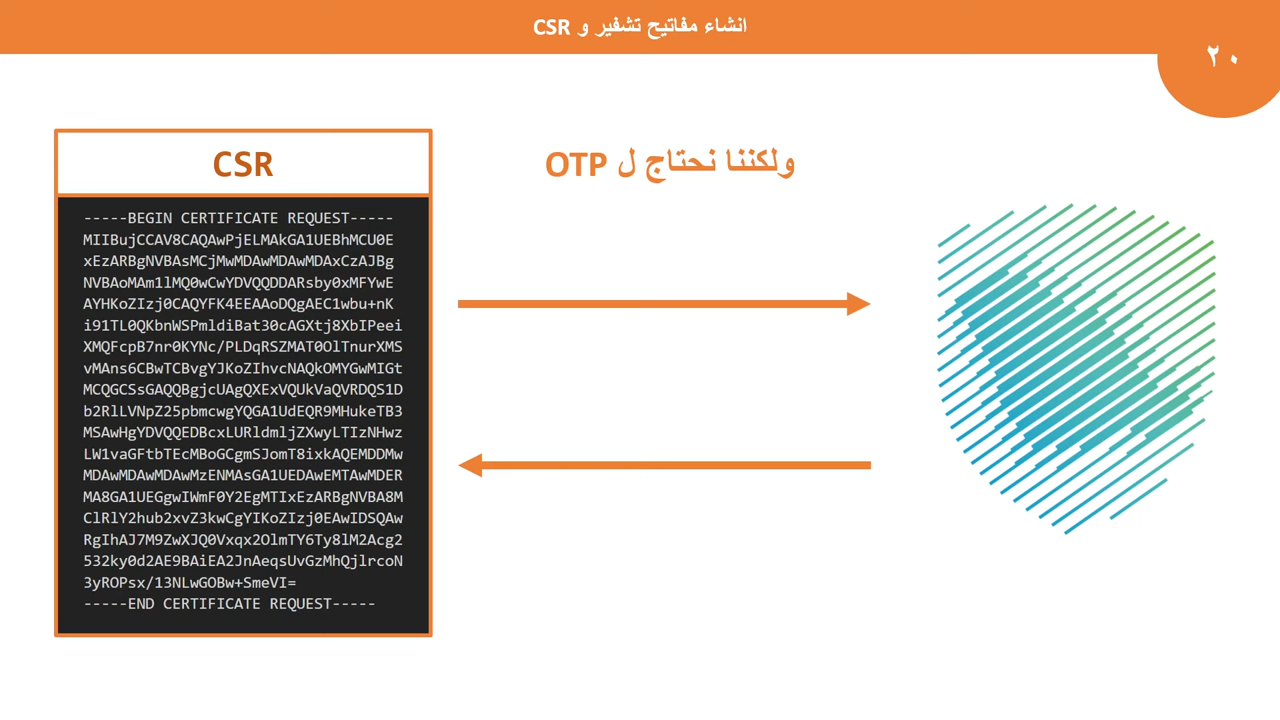 انشاء مفاتيح تشفير و CSR
٢٠
CSR
ولكننا نحتاج ل OTP
-----BEGIN CERTIFICATE REQUEST-----
MIIBujCCAV8CAQAwPjELMAkGA1UEBhMCU0E
xEzARBgNVBAsMCjMwMDAwMDAwMDAxCzAJBg
NVBAoMAm1lMQ0wCwYDVQQDDARsby0xMFYwE
AYHKoZIzj0CAQYFK4EEAAoDQgAEC1wbu+nK
i91TL0QKbnWSPmldiBat30cAGXtj8XbIPeei
XMQFcpB7nr0KYNc/PLDqRSZMAT0OlTnurXMS
vMAns6CBwTCBvgYJKoZIhvcNAQkOMYGwMIGt
MCQGCSsGAQQBgjcUAgQXExVQUkVaQVRDQS1D
b2RlLVNpZ25pbmcwgYQGA1UdEQR9MHukeTB3
MSAwHgYDVQQEDBcxLURldmljZXwyLTIzNHwz
LW1vaGFtbTEcMBoGCgmSJomT8ixkAQEMDDMw
MDAwMDAwMDAwMzENMAsGA1UEDAwEMTAwMDER
MA8GA1UEGgwIWmF0Y2EgMTIxEzARBgNVBA8M
ClRlY2hub2xvZ3kwCgYIKoZIzj0EAwIDSQAw
RgIhAJ7M9ZwXJQ0Vxqx2OlmTY6Ty8lM2Acg2
532ky0d2AE9BAiEA2JnAeqsUvGzMhQjlrcoN
3yROPsx/13NLwGOBw+SmeVI=
-----END CERTIFICATE REQUEST-----